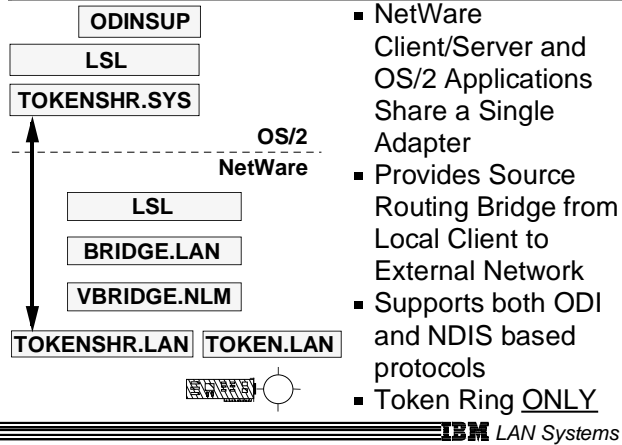 ODINSUP
LSL
TOKENSHR.SYS
OS/2
NetWare
LSL
BRIDGE.LAN
VBRIDGE.NLM
TOKENSHR.LAN
TOKEN.LAN
NetWare
Client/Server and
OS/2 Applications
Share a Single
Adapter
Provides Source
Routing Bridge from
Local Client to
External Network
Supports both ODI
and NDIS based
protocols
Token Ring ONLY
IBM LAN Systems